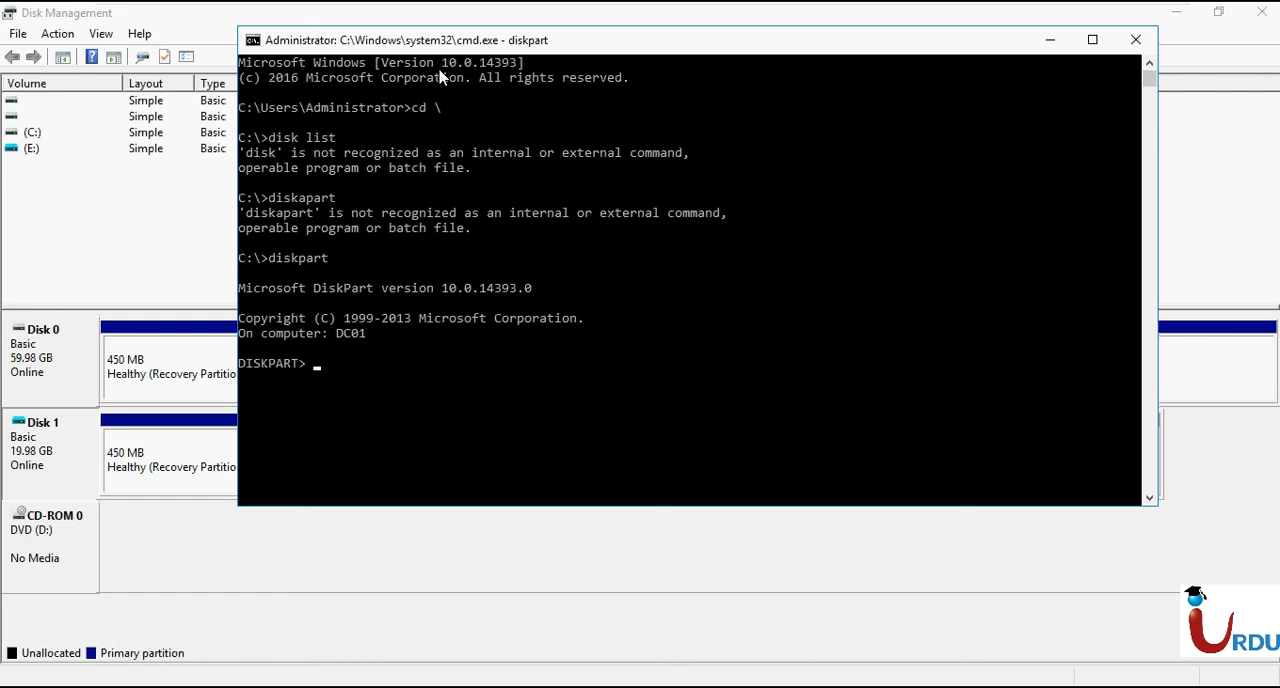 Disk Management
File Action View Help
Volume Layout Type
Simple Basic
Simple Basic
(C:) Simple Basic
(E:) Simple Basic
Administrator: C:\Windows\system32\cmd.exe - diskpart
Microsoft Windows [Version 10.0.14393]
(c) 2016 Microsoft Corporation. All rights reserved.
C:\Users\Administrator>cd \
C:\>disk list
'disk' is not recognized as an internal or external command,
operable program or batch file.
C:\>diskapart
'diskapart' is not recognized as an internal or external command,
operable program or batch file.
C:\>diskpart
Microsoft DiskPart version 10.0.14393.0
Copyright (C) 1999-2013 Microsoft Corporation.
On computer: DC01
DISKPART>
Disk 0
Basic
59.98 GB
Online
450 MB
Healthy (Recovery Partitio
Disk 1
Basic
19.98 GB
Online
450 MB
Healthy (Recovery Partitio
CD-ROM 0
DVD (D:)
No Media
Unallocated Primary partition
URDU